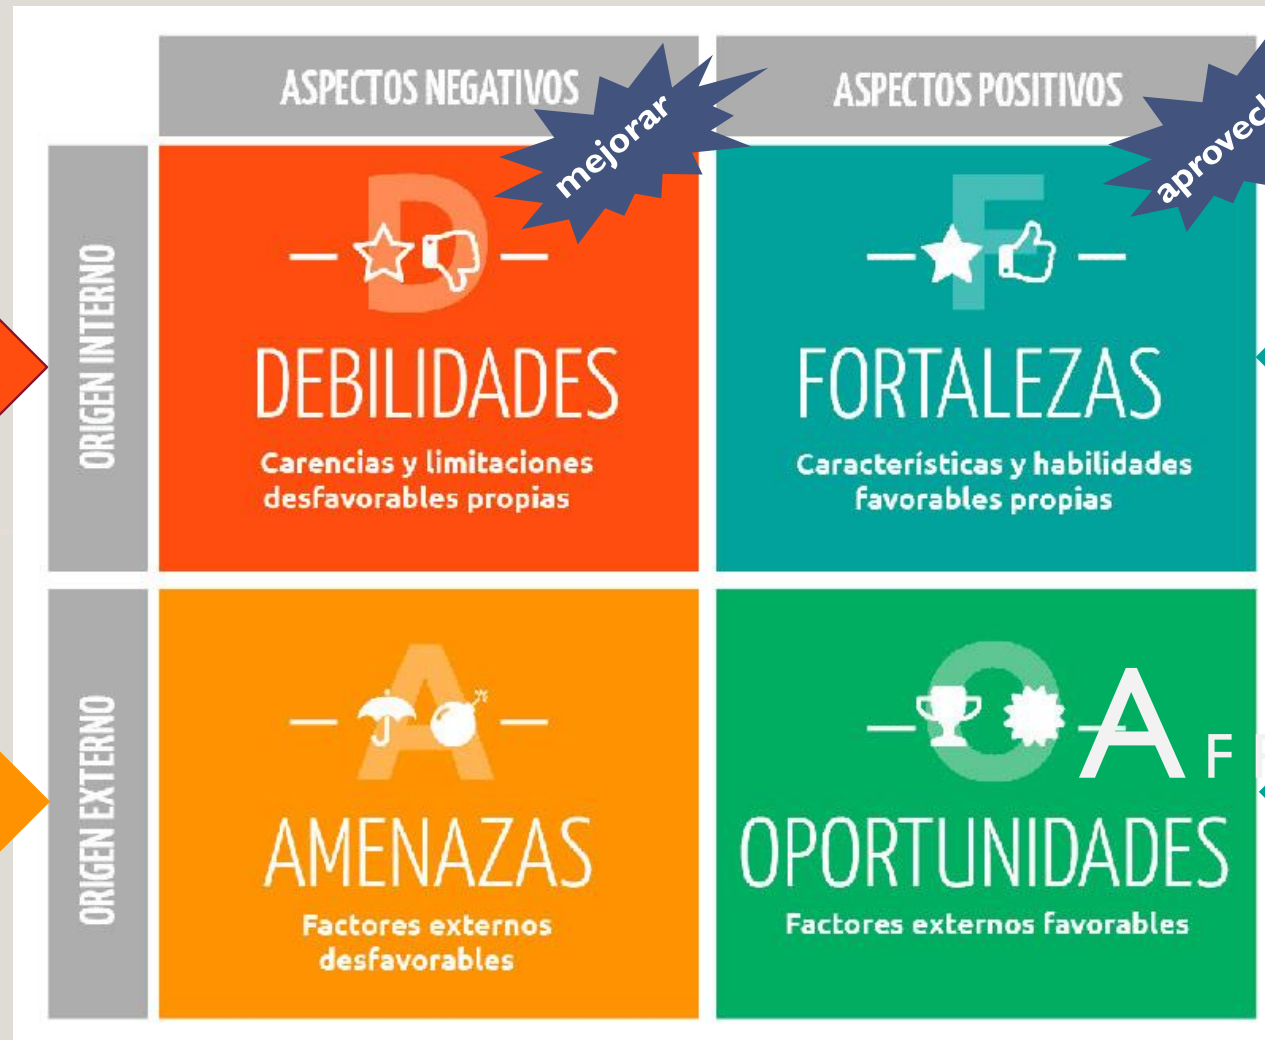 ASPECTOS NEGATIVOS
mejorar
ASPECTOS POSITIVOS
ORIGEN INTERNO
D
DEBILIDADES
Carencias y limitaciones
desfavorables propias
F
FORTALEZAS
Características y habilidades
favorables propias
ORIGEN EXTERNO
A
AMENAZAS
Factores externos
desfavorables
O
A F
OPORTUNIDADES
Factores externos favorables